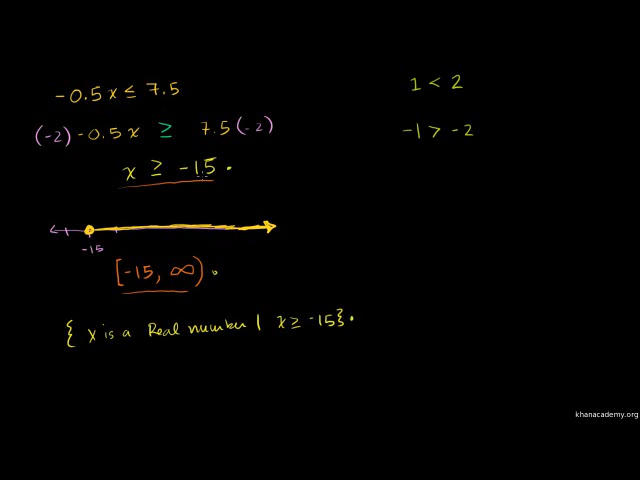 -0.5x ≤ 7.5
(-2) -0.5x ≥ 7.5 (-2)
x ≥ -15.
-15
[-15, ∞).
{ x is a Real number | x ≥ -15}.
1 < 2
-1 > -2
khanacademy.org